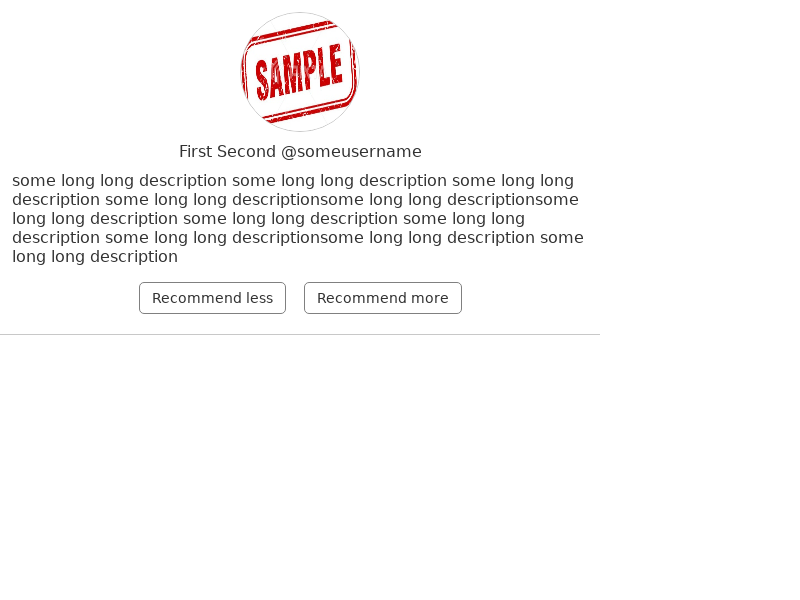 SAMPLE
First Second @someusername
some long long description some long long description some long long
description some long long descriptionsome long long descriptionsome
long long description some long long description some long long
description some long long descriptionsome long long description some
long long description
Recommend less
Recommend more